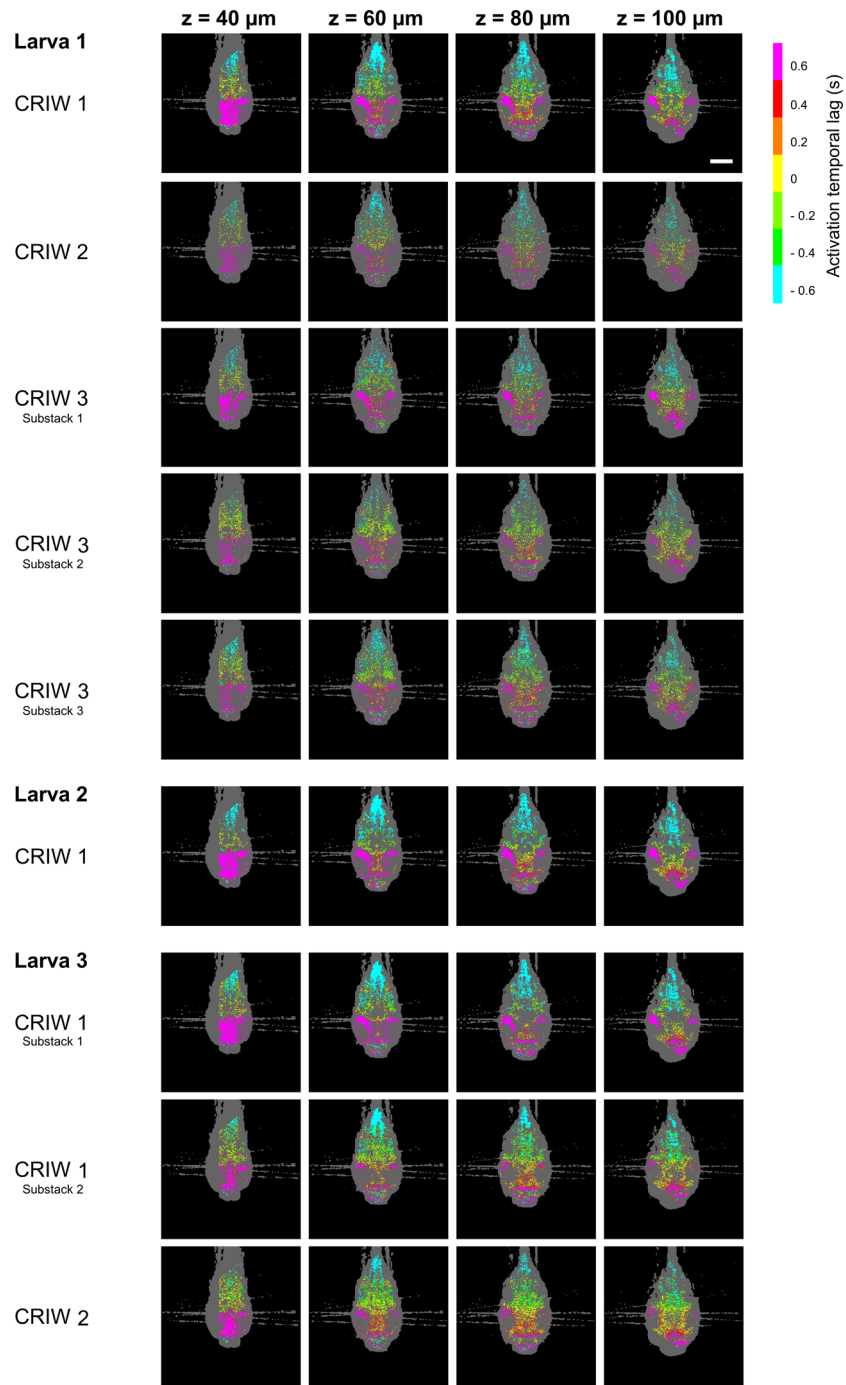 z = 40 µm z = 60 µm z = 80 µm z = 100 µm
Larva 1
CRIW 1
0.6
0.4
0.2
0
- 0.2
- 0.4
- 0.6
Activation temporal lag (s)
CRIW 2
CRIW 3
Substack 1
CRIW 3
Substack 2
CRIW 3
Substack 3
Larva 2
CRIW 1
Larva 3
CRIW 1
Substack 1
CRIW 1
Substack 2
CRIW 2